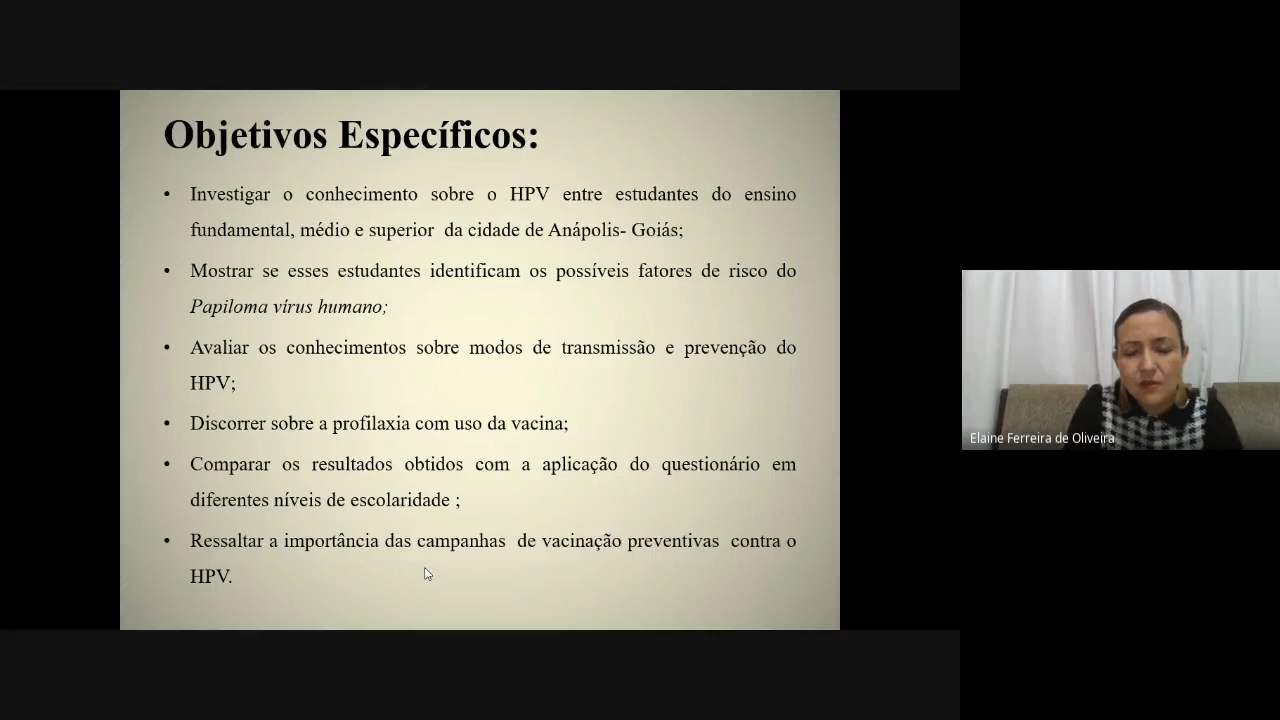 Objetivos Específicos:
• Investigar o conhecimento sobre o HPV entre estudantes do ensino
fundamental, médio e superior da cidade de Anápolis- Goiás;
• Mostrar se esses estudantes identificam os possíveis fatores de risco do
Papiloma vírus humano;
• Avaliar os conhecimentos sobre modos de transmissão e prevenção do
HPV;
• Discorrer sobre a profilaxia com uso da vacina;
• Comparar os resultados obtidos com a aplicação do questionário em
diferentes níveis de escolaridade ;
• Ressaltar a importância das campanhas de vacinação preventivas contra o
HPV.
Elaine Ferreira de Oliveira